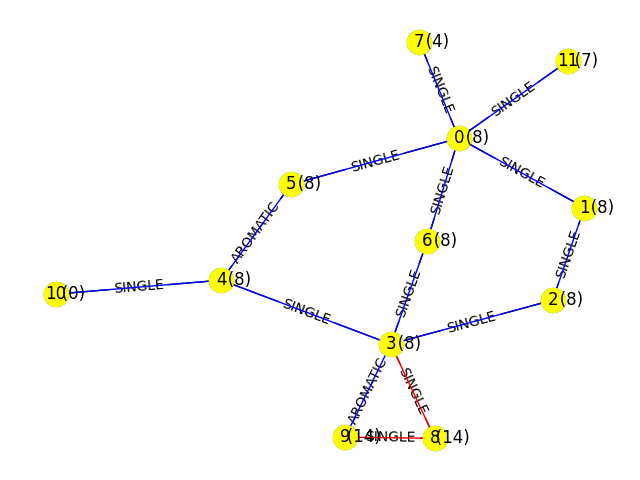 7(4)
11(7)
SINGLE
SINGLE
0(8)
SINGLE
SINGLE
5(8)
SINGLE
1(8)
AROMATIC
6(8)
SINGLE
4(8)
SINGLE
10(0)
SINGLE
2(8)
SINGLE
SINGLE
3(8)
AROMATIC
SINGLE
9(14)
SINGLE
8(14)